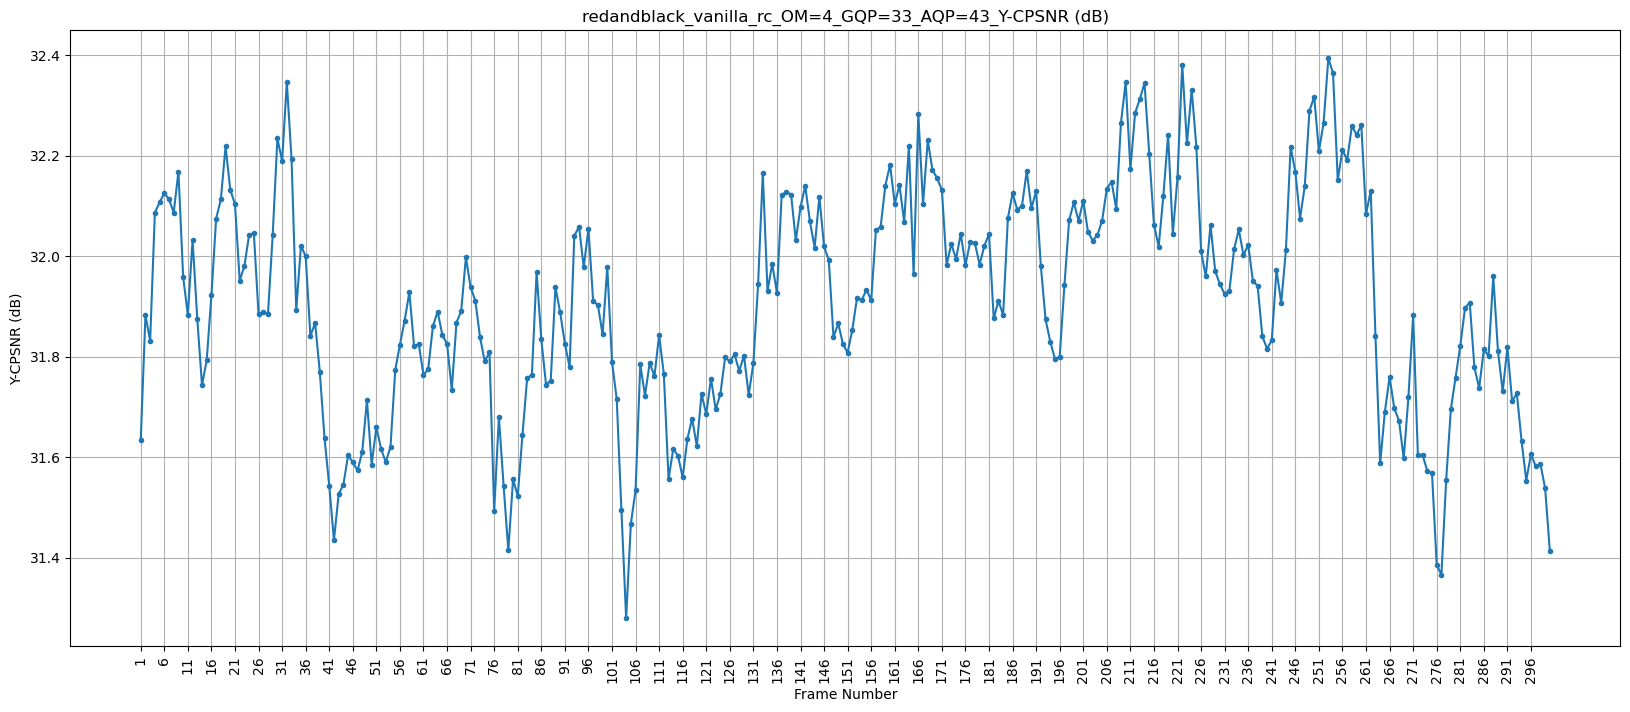 redandblack_vanilla_rc_OM=4_GQP=33_AQP=43_Y-CPSNR (dB)
Y-CPSNR (dB)
32.4
32.2
32.0
31.8
31.6
31.4
1 6 11 16 21 26 31 36 41 46 51 56 61 66 71 76 81 86 91 96 101 106 111 116 121 126 131 136 141 146 151 156 161 166 171 176 181 186 191 196 201 206 211 216 221 226 231 236 241 246 251 256 261 266 271 276 281 286 291 296
Frame Number